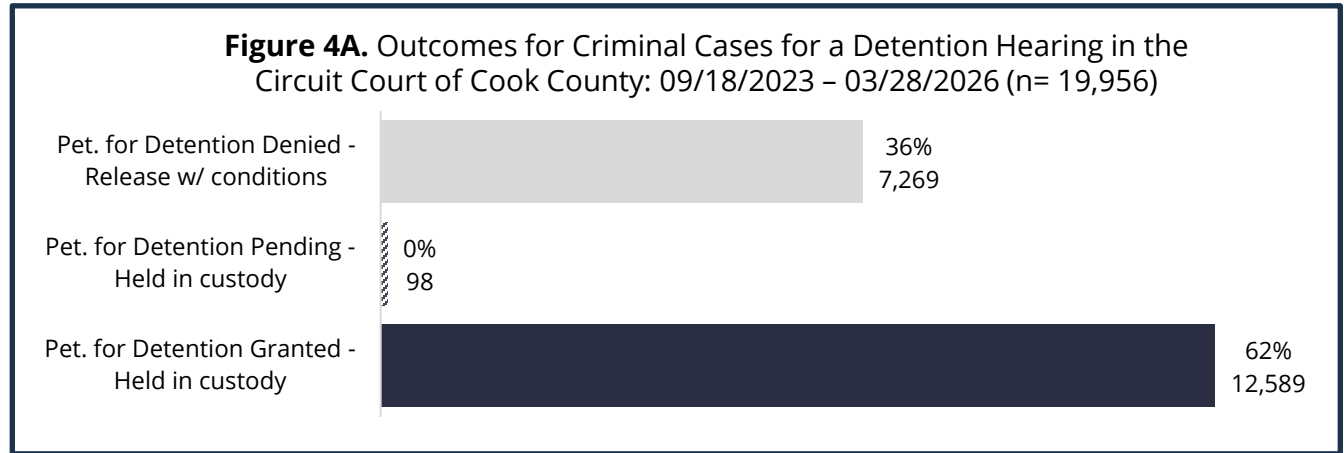 Figure 4A. Outcomes for Criminal Cases for a Detention Hearing in the
Circuit Court of Cook County: 09/18/2023 – 03/28/2026 (n= 19,956)
Pet. for Detention Denied -
Release w/ conditions
36%
7,269
Pet. for Detention Pending -
Held in custody
0%
98
Pet. for Detention Granted -
Held in custody
62%
12,589